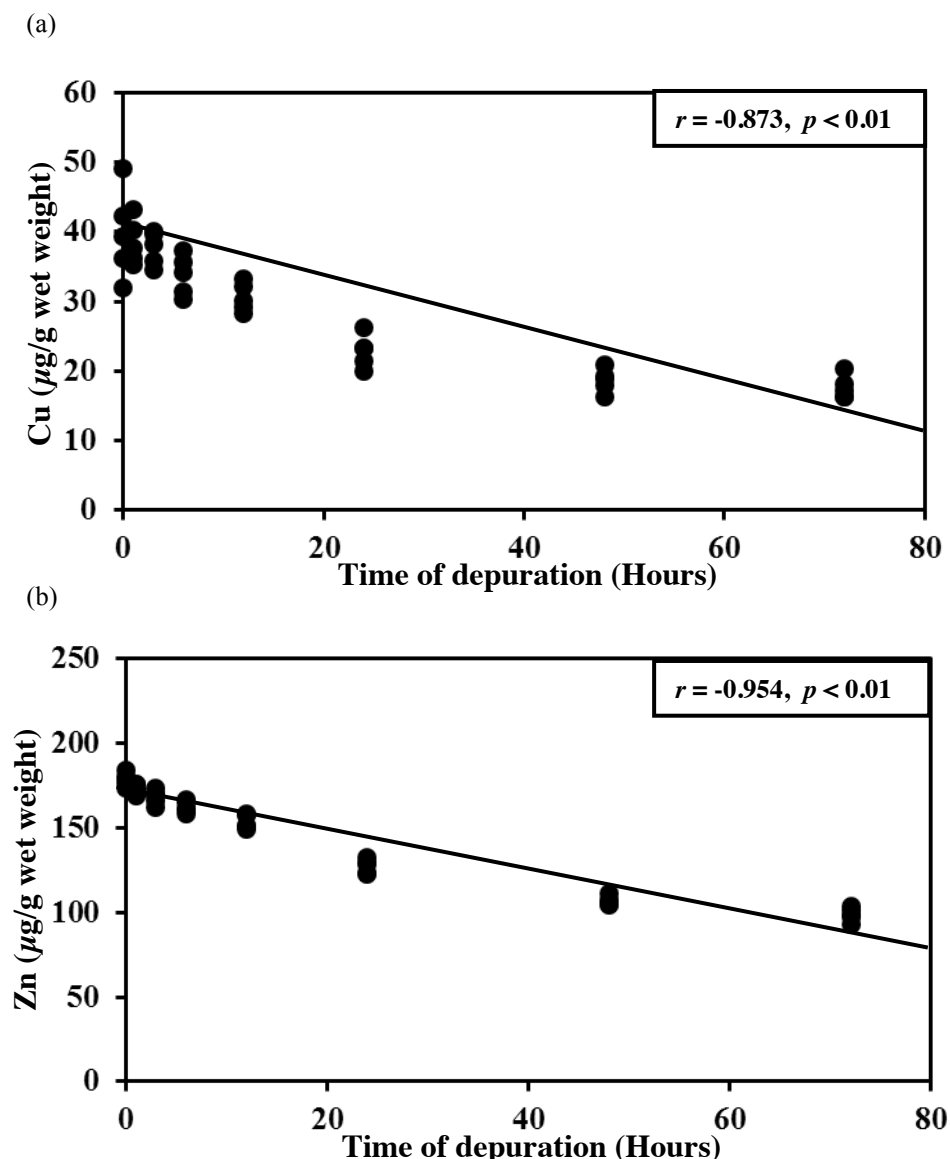 (a)
r = -0.873, p < 0.01
60
50
40
30
20
10
0
Cu (µg/g wet weight)
0 20 40 60 80
Time of depuration (Hours)
(b)
r = -0.954, p < 0.01
250
200
150
100
50
0
Zn (µg/g wet weight)
0 20 40 60 80
Time of depuration (Hours)